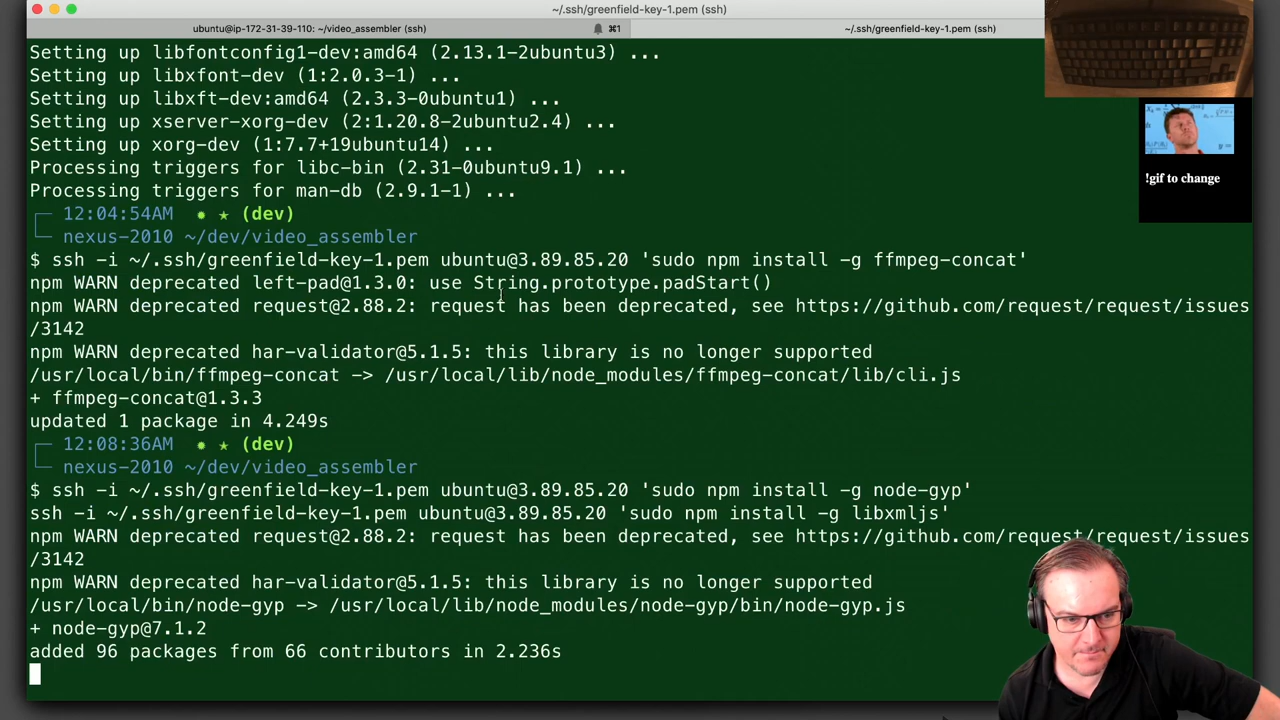 ~/.ssh/greenfield-key-1.pem (ssh)
ubuntu@ip-172-31-39-110: ~/video_assembler (ssh)
⌘1
~/.ssh/greenfield-key-1.pem (ssh)
Setting up libfontconfig1-dev:amd64 (2.13.1-2ubuntu3) ...
Setting up libxfont-dev (1:2.0.3-1) ...
Setting up libxft-dev:amd64 (2.3.3-0ubuntu1) ...
Setting up xserver-xorg-dev (2:1.20.8-2ubuntu2.4) ...
Setting up xorg-dev (1:7.7+19ubuntu14) ...
Processing triggers for libc-bin (2.31-0ubuntu9.1) ...
Processing triggers for man-db (2.9.1-1) ...
12:04:54AM ✹ ★ (dev)
nexus-2010 ~/dev/video_assembler
$ ssh -i ~/.ssh/greenfield-key-1.pem ubuntu@3.89.85.20 'sudo npm install -g ffmpeg-concat'
npm WARN deprecated left-pad@1.3.0: use String.prototype.padStart()
npm WARN deprecated request@2.88.2: request has been deprecated, see https://github.com/request/request/issues
/3142
npm WARN deprecated har-validator@5.1.5: this library is no longer supported
/usr/local/bin/ffmpeg-concat -> /usr/local/lib/node_modules/ffmpeg-concat/lib/cli.js
+ ffmpeg-concat@1.3.3
updated 1 package in 4.249s
12:08:36AM ✹ ★ (dev)
nexus-2010 ~/dev/video_assembler
$ ssh -i ~/.ssh/greenfield-key-1.pem ubuntu@3.89.85.20 'sudo npm install -g node-gyp'
ssh -i ~/.ssh/greenfield-key-1.pem ubuntu@3.89.85.20 'sudo npm install -g libxmljs'
npm WARN deprecated request@2.88.2: request has been deprecated, see https://github.com/request/request/issues
/3142
npm WARN deprecated har-validator@5.1.5: this library is no longer supported
/usr/local/bin/node-gyp -> /usr/local/lib/node_modules/node-gyp/bin/node-gyp.js
+ node-gyp@7.1.2
added 96 packages from 66 contributors in 2.236s
!gif to change